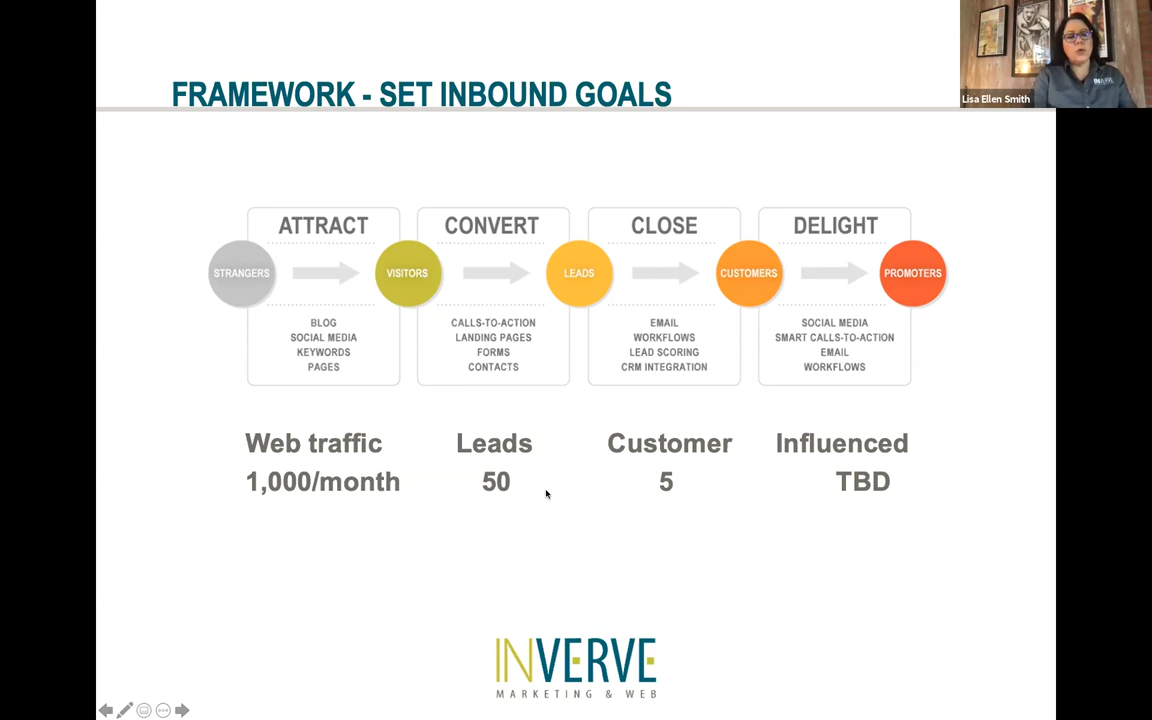 FRAMEWORK - SET INBOUND GOALS
INVERVE
Lisa Ellen Smith
ATTRACT
CONVERT
CLOSE
DELIGHT
STRANGERS
VISITORS
LEADS
CUSTOMERS
PROMOTERS
BLOG
SOCIAL MEDIA
KEYWORDS
PAGES
CALLS-TO-ACTION
LANDING PAGES
FORMS
CONTACTS
EMAIL
WORKFLOWS
LEAD SCORING
CRM INTEGRATION
SOCIAL MEDIA
SMART CALLS-TO-ACTION
EMAIL
WORKFLOWS
Web traffic
1,000/month
Leads
50
Customer
5
Influenced
TBD
INVERVE
MARKETING & WEB